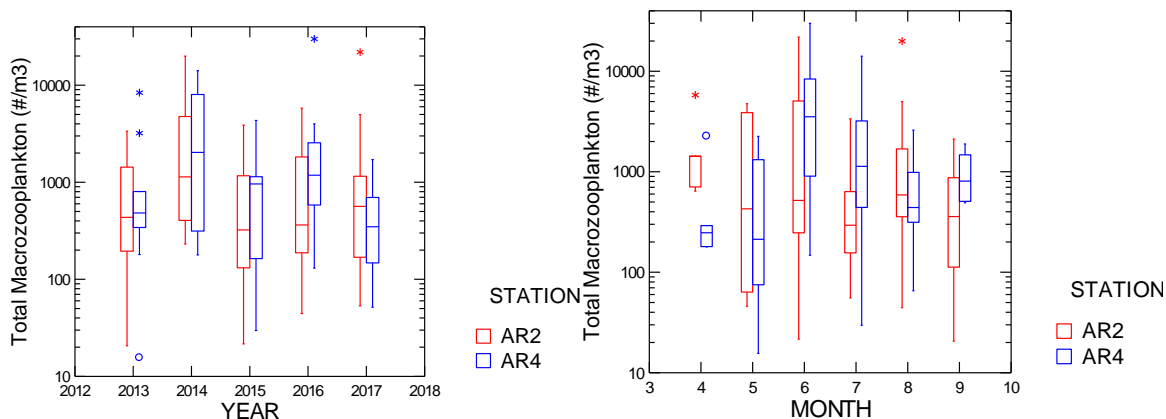 Total Macrozooplankton (#/m3)
10000
1000
100
10
2012 2013 2014 2015 2016 2017 2018
YEAR
STATION
AR2
AR4
Total Macrozooplankton (#/m3)
10000
1000
100
10
3 4 5 6 7 8 9 10
MONTH
STATION
AR2
AR4